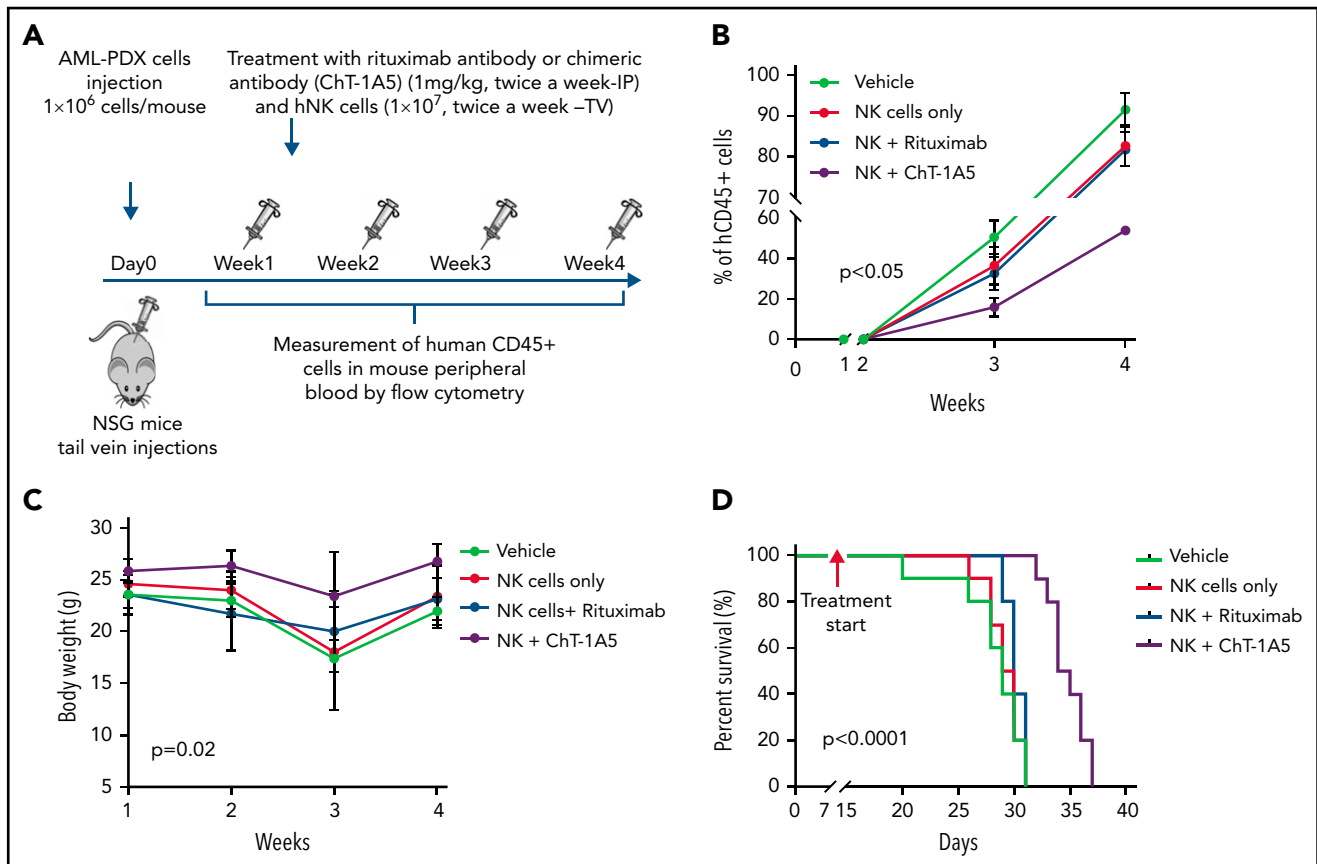 A
AML-PDX cells
injection
1×10⁶ cells/mouse
Treatment with rituximab antibody or chimeric
antibody (ChT-1A5) (1mg/kg, twice a week-IP)
and hNK cells (1×10⁷, twice a week –TV)
Day0 Week1 Week2 Week3 Week4
Measurement of human CD45+
cells in mouse peripheral
blood by flow cytometry
NSG mice
tail vein injections
B
% of hCD45+ cells
100
90
80
70
60
40
20
0
Vehicle
NK cells only
NK + Rituximab
NK + ChT-1A5
p<0.05
0 1 2 3 4
Weeks
C
Body weight (g)
30
25
20
15
10
5
p=0.02
1 2 3 4
Weeks
Vehicle
NK cells only
NK cells+ Rituximab
NK + ChT-1A5
D
Percent survival (%)
100
80
60
40
20
0
Treatment
start
p<0.0001
0 7 15 20 25 30 35 40
Days
Vehicle
NK cells only
NK + Rituximab
NK + ChT-1A5